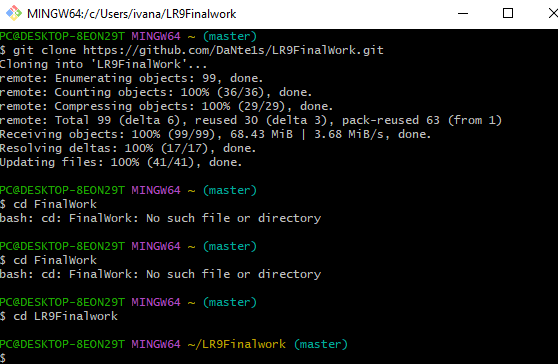 MINGW64:/c/Users/ivana/LR9Finalwork
PC@DESKTOP-8EON29T MINGW64 ~ (master)
$ git clone https://github.com/DaNte1s/LR9FinalWork.git
Cloning into 'LR9FinalWork'...
remote: Enumerating objects: 99, done.
remote: Counting objects: 100% (36/36), done.
remote: Compressing objects: 100% (29/29), done.
remote: Total 99 (delta 6), reused 30 (delta 3), pack-reused 63 (from 1)
Receiving objects: 100% (99/99), 68.43 MiB | 3.68 MiB/s, done.
Resolving deltas: 100% (17/17), done.
Updating files: 100% (41/41), done.
PC@DESKTOP-8EON29T MINGW64 ~ (master)
$ cd FinalWork
bash: cd: FinalWork: No such file or directory
PC@DESKTOP-8EON29T MINGW64 ~ (master)
$ cd FinalWork
bash: cd: FinalWork: No such file or directory
PC@DESKTOP-8EON29T MINGW64 ~ (master)
$ cd LR9Finalwork
PC@DESKTOP-8EON29T MINGW64 ~/LR9Finalwork (master)
$